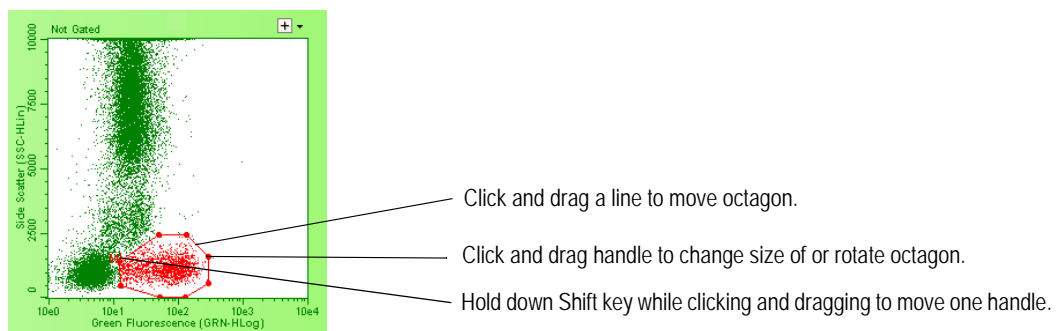 Not Gated
+
10000
7500
5000
2500
0
Side Scatter (SSC-HLin)
10e0 10e1 10e2 10e3 10e4
Green Fluorescence (GRN-HLog)
Click and drag a line to move octagon.
Click and drag handle to change size of or rotate octagon.
Hold down Shift key while clicking and dragging to move one handle.